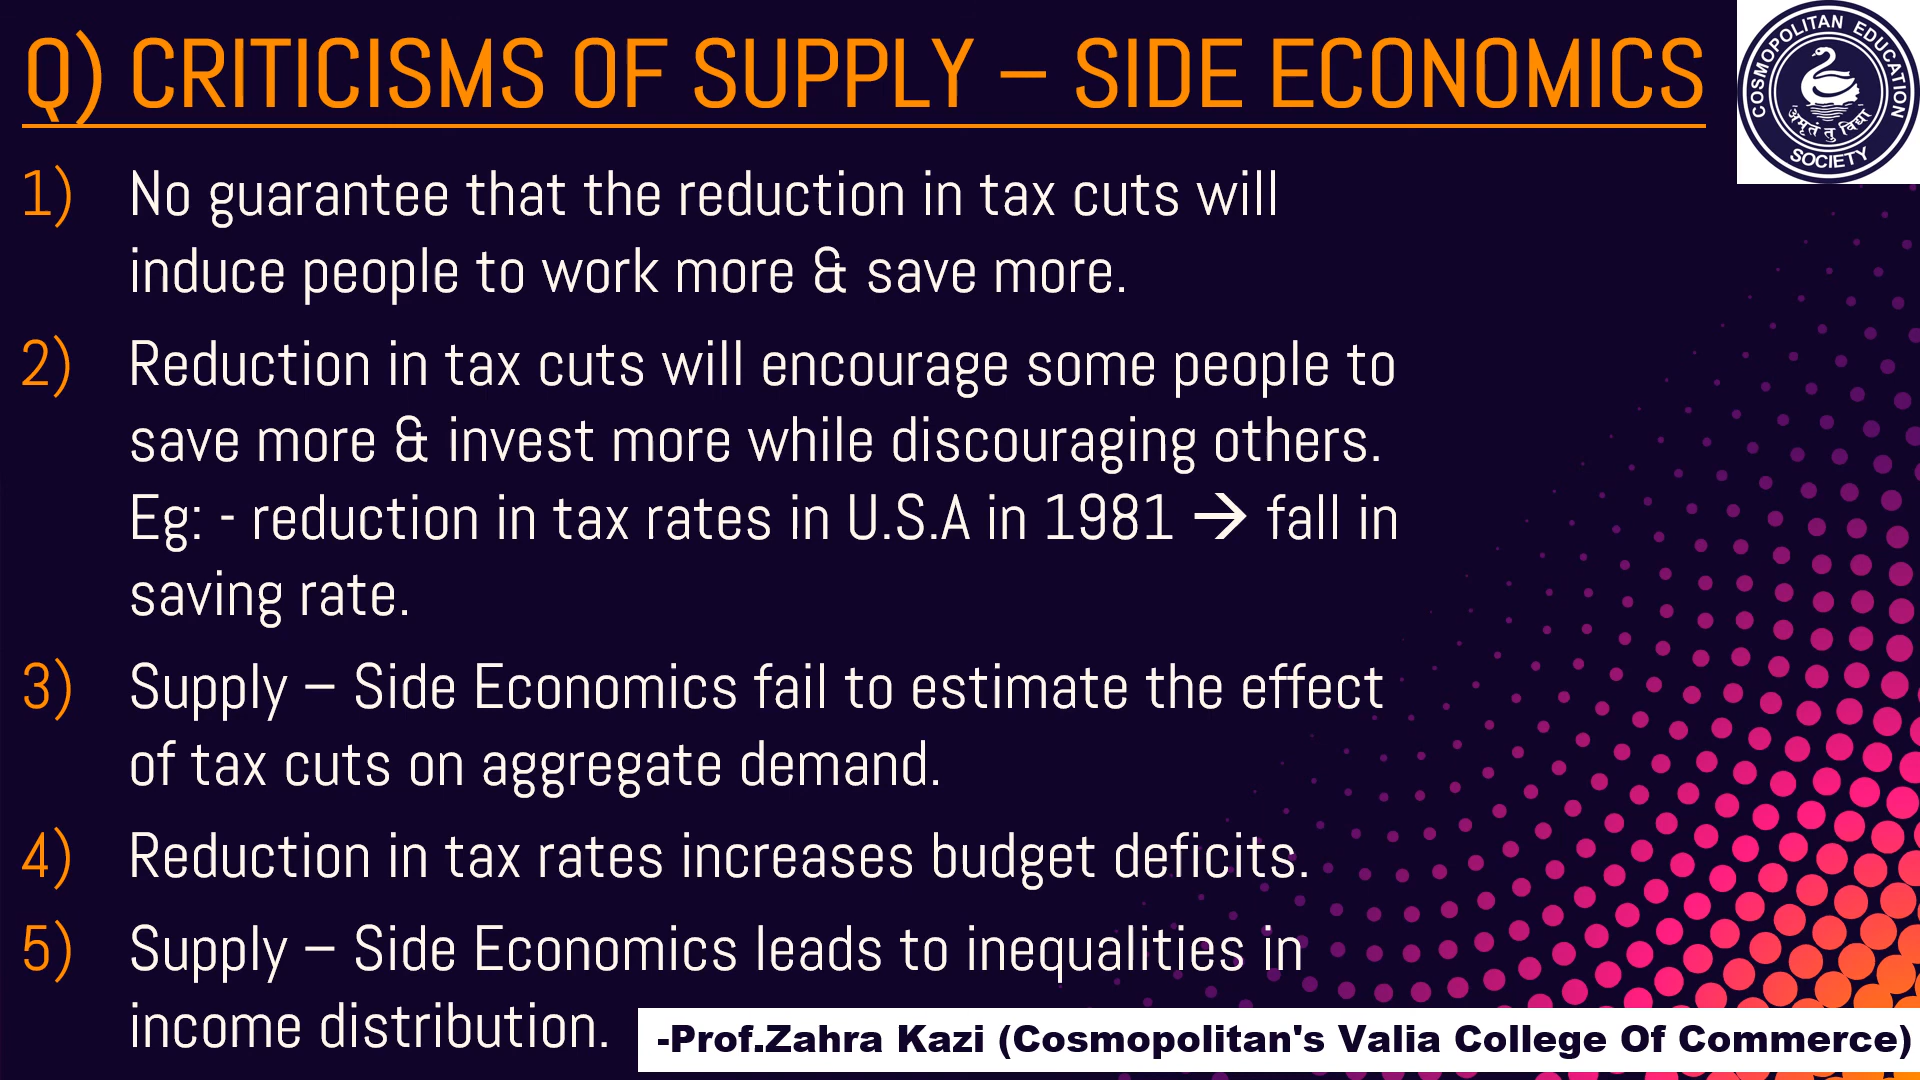 Q) CRITICISMS OF SUPPLY – SIDE ECONOMICS
COSMOPOLITAN EDUCATION
अमृतं तु विद्या
SOCIETY
1) No guarantee that the reduction in tax cuts will
induce people to work more & save more.
2) Reduction in tax cuts will encourage some people to
save more & invest more while discouraging others.
Eg: - reduction in tax rates in U.S.A in 1981 → fall in
saving rate.
3) Supply – Side Economics fail to estimate the effect
of tax cuts on aggregate demand.
4) Reduction in tax rates increases budget deficits.
5) Supply – Side Economics leads to inequalities in
income distribution.
-Prof.Zahra Kazi (Cosmopolitan's Valia College Of Commerce)